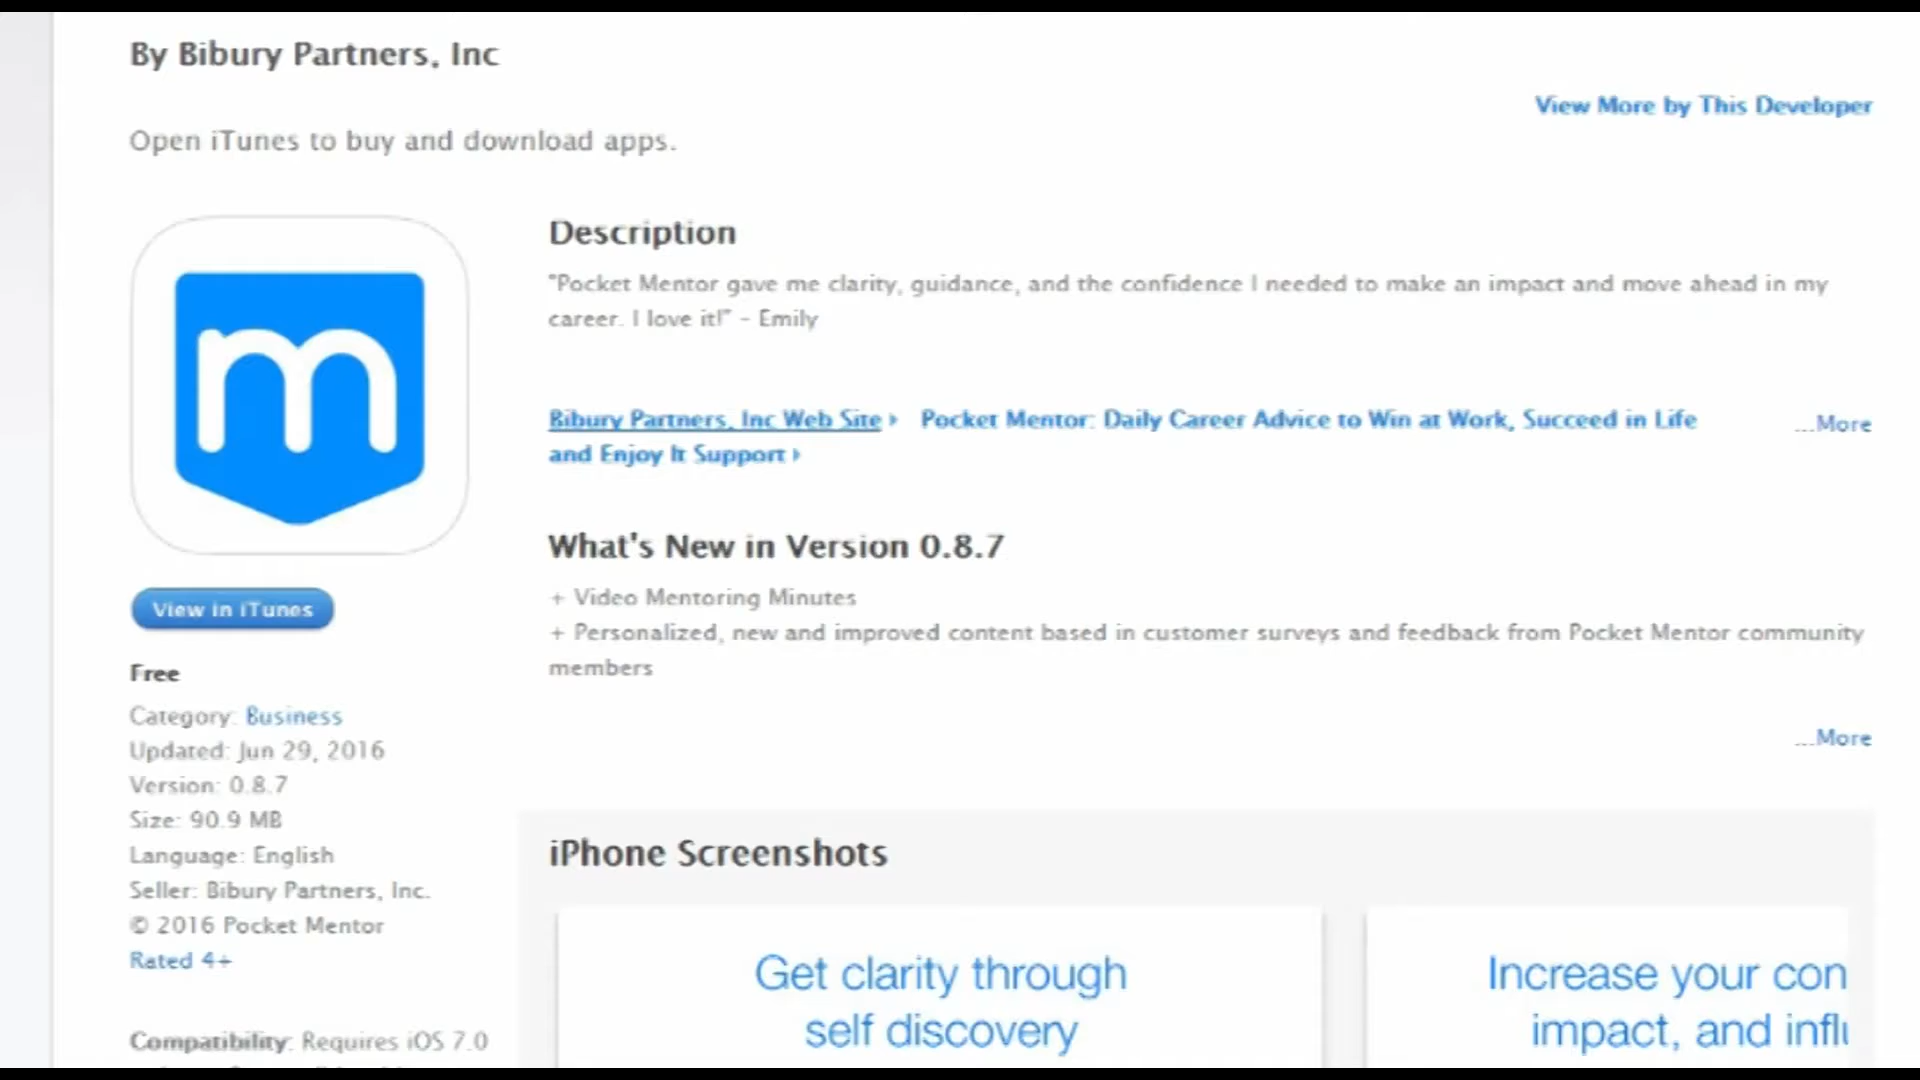 By Bibury Partners, Inc
View More by This Developer
Open iTunes to buy and download apps.
m
View in iTunes
Free
Category: Business
Updated: Jun 29, 2016
Version: 0.8.7
Size: 90.9 MB
Language: English
Seller: Bibury Partners, Inc.
© 2016 Pocket Mentor
Rated 4+
Compatibility: Requires iOS 7.0
Description
"Pocket Mentor gave me clarity, guidance, and the confidence I needed to make an impact and move ahead in my
career. I love it!" - Emily
Bibury Partners, Inc Web Site Pocket Mentor: Daily Career Advice to Win at Work, Succeed in Life
and Enjoy It Support
...More
What's New in Version 0.8.7
+ Video Mentoring Minutes
+ Personalized, new and improved content based in customer surveys and feedback from Pocket Mentor community
members
...More
iPhone Screenshots
Get clarity through
self discovery
Increase your con
impact, and influ